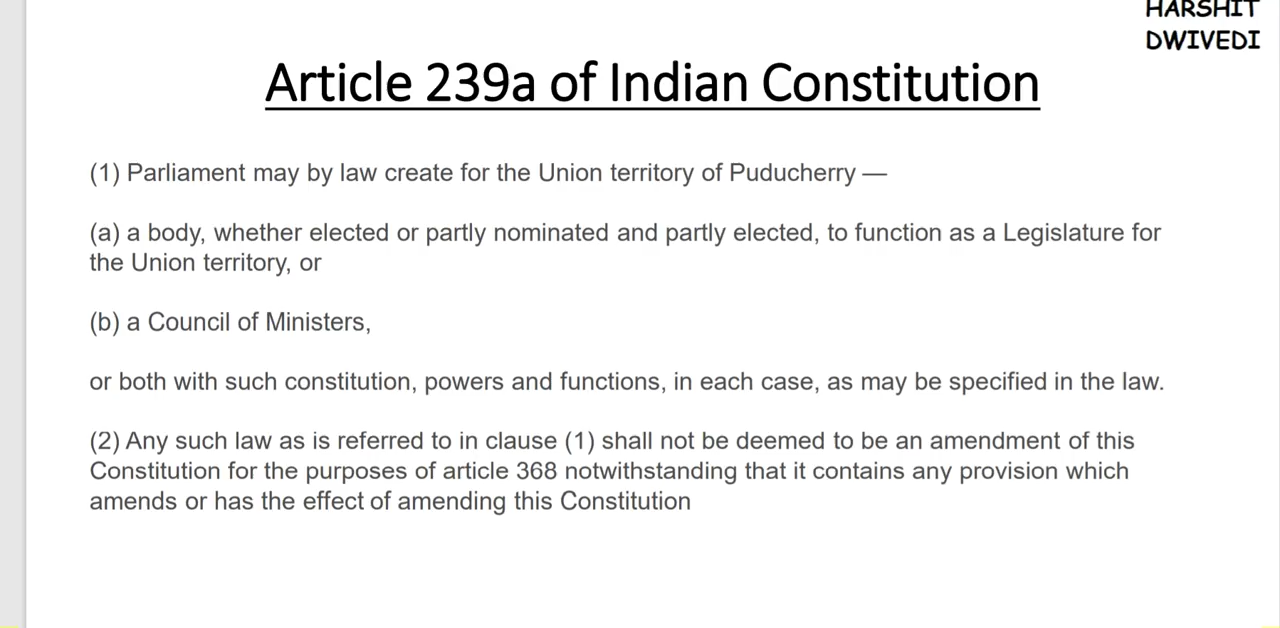 HARSHIT
DWIVEDI
Article 239a of Indian Constitution
(1) Parliament may by law create for the Union territory of Puducherry —
(a) a body, whether elected or partly nominated and partly elected, to function as a Legislature for
the Union territory, or
(b) a Council of Ministers,
or both with such constitution, powers and functions, in each case, as may be specified in the law.
(2) Any such law as is referred to in clause (1) shall not be deemed to be an amendment of this
Constitution for the purposes of article 368 notwithstanding that it contains any provision which
amends or has the effect of amending this Constitution